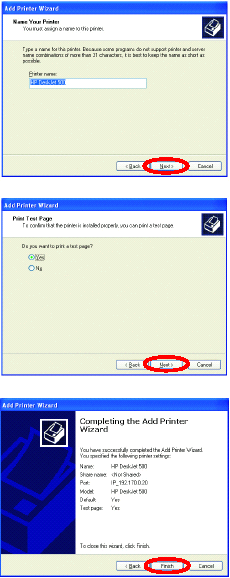 Add Printer Wizard
Name Your Printer
You must assign a name to this printer.
Type a name for this printer. Because some programs do not support printer and server
name combinations of more than 31 characters, it is best to keep the name as short as
possible.
Printer name:
HP DeskJet 500
< Back
Next >
Cancel
Add Printer Wizard
Print Test Page
To confirm that the printer is installed properly, you can print a test page.
Do you want to print a test page?
Yes
No
< Back
Next >
Cancel
Add Printer Wizard
Completing the Add Printer
Wizard
You have successfully completed the Add Printer Wizard.
You specified the following printer settings:
Name: HP DeskJet 500
Share name: <Not Shared>
Port: IP_192.170.0.20
Model: HP DeskJet 500
Default: Yes
Test page: Yes
To close this wizard, click Finish.
< Back
Finish
Cancel